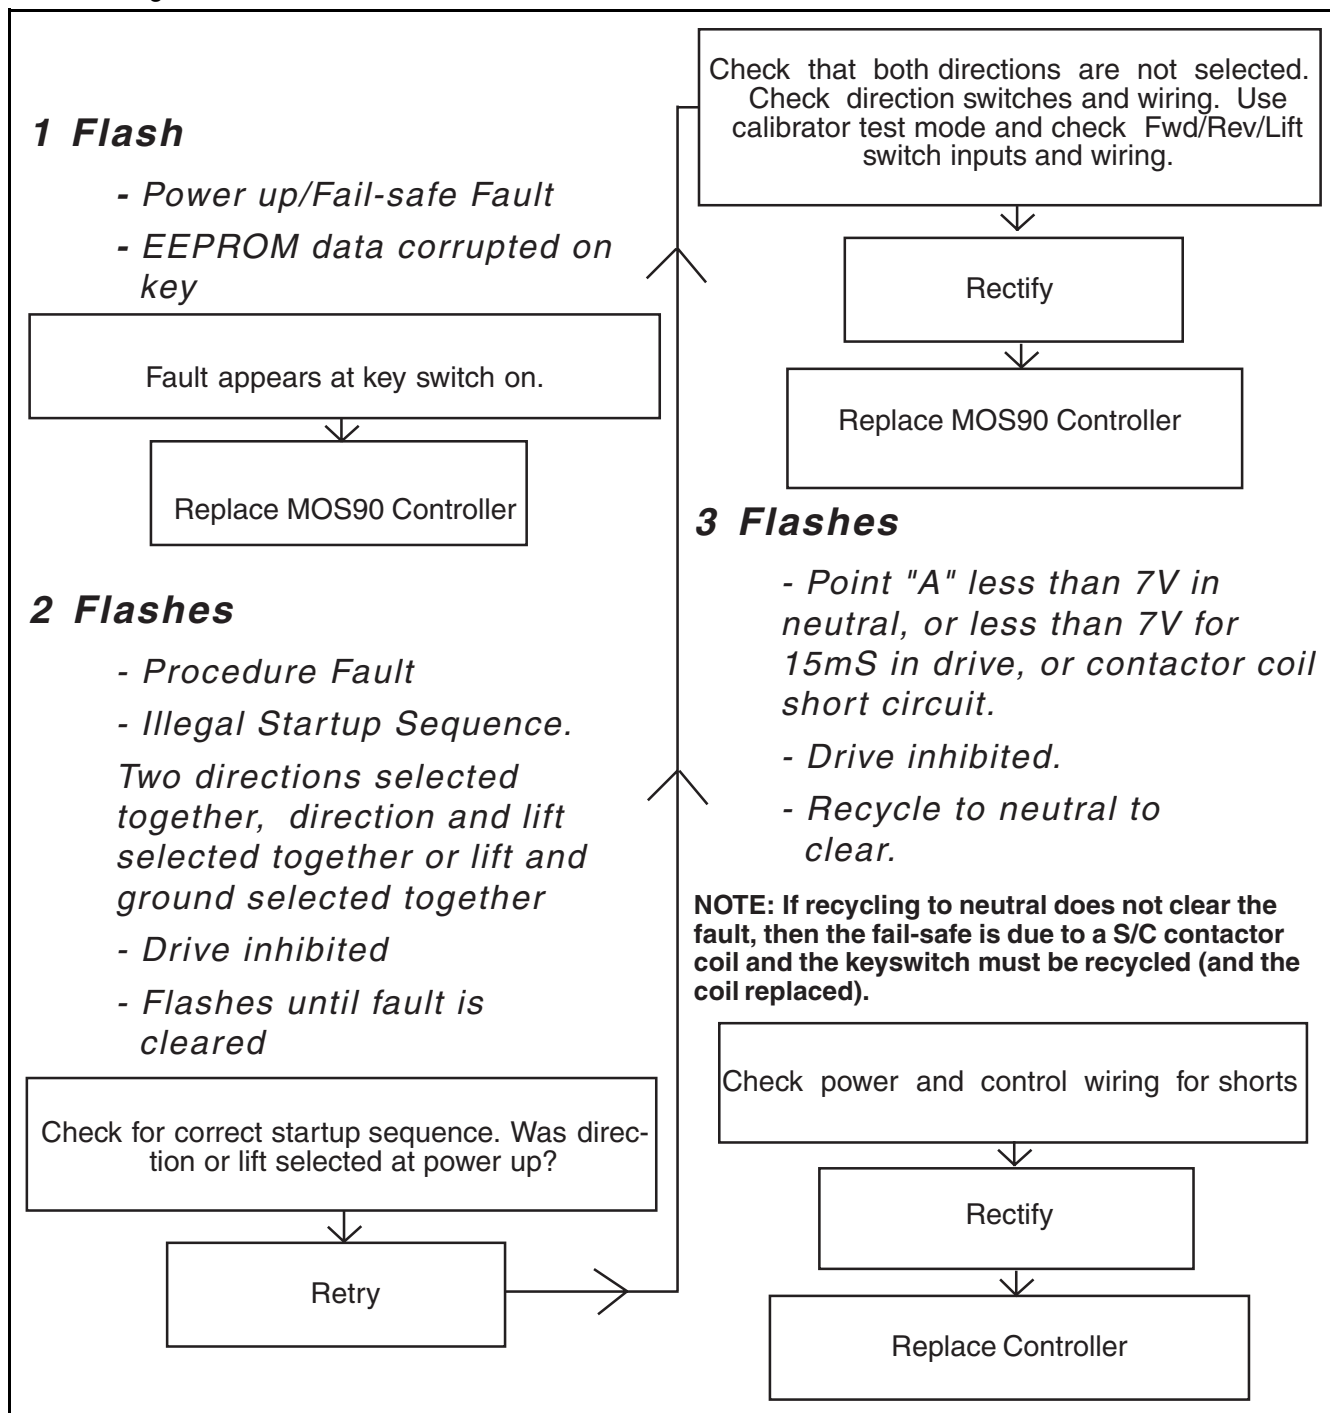 1 Flash
- Power up/Fail-safe Fault
- EEPROM data corrupted on
key
Fault appears at key switch on.
Replace MOS90 Controller
2 Flashes
- Procedure Fault
- Illegal Startup Sequence.
Two directions selected
together, direction and lift
selected together or lift and
ground selected together
- Drive inhibited
- Flashes until fault is
cleared
Check for correct startup sequence. Was direc-
tion or lift selected at power up?
Retry
Check that both directions are not selected.
Check direction switches and wiring. Use
calibrator test mode and check Fwd/Rev/Lift
switch inputs and wiring.
Rectify
Replace MOS90 Controller
3 Flashes
- Point "A" less than 7V in
neutral, or less than 7V for
15mS in drive, or contactor coil
short circuit.
- Drive inhibited.
- Recycle to neutral to
clear.
NOTE: If recycling to neutral does not clear the
fault, then the fail-safe is due to a S/C contactor
coil and the keyswitch must be recycled (and the
coil replaced).
Check power and control wiring for shorts
Rectify
Replace Controller